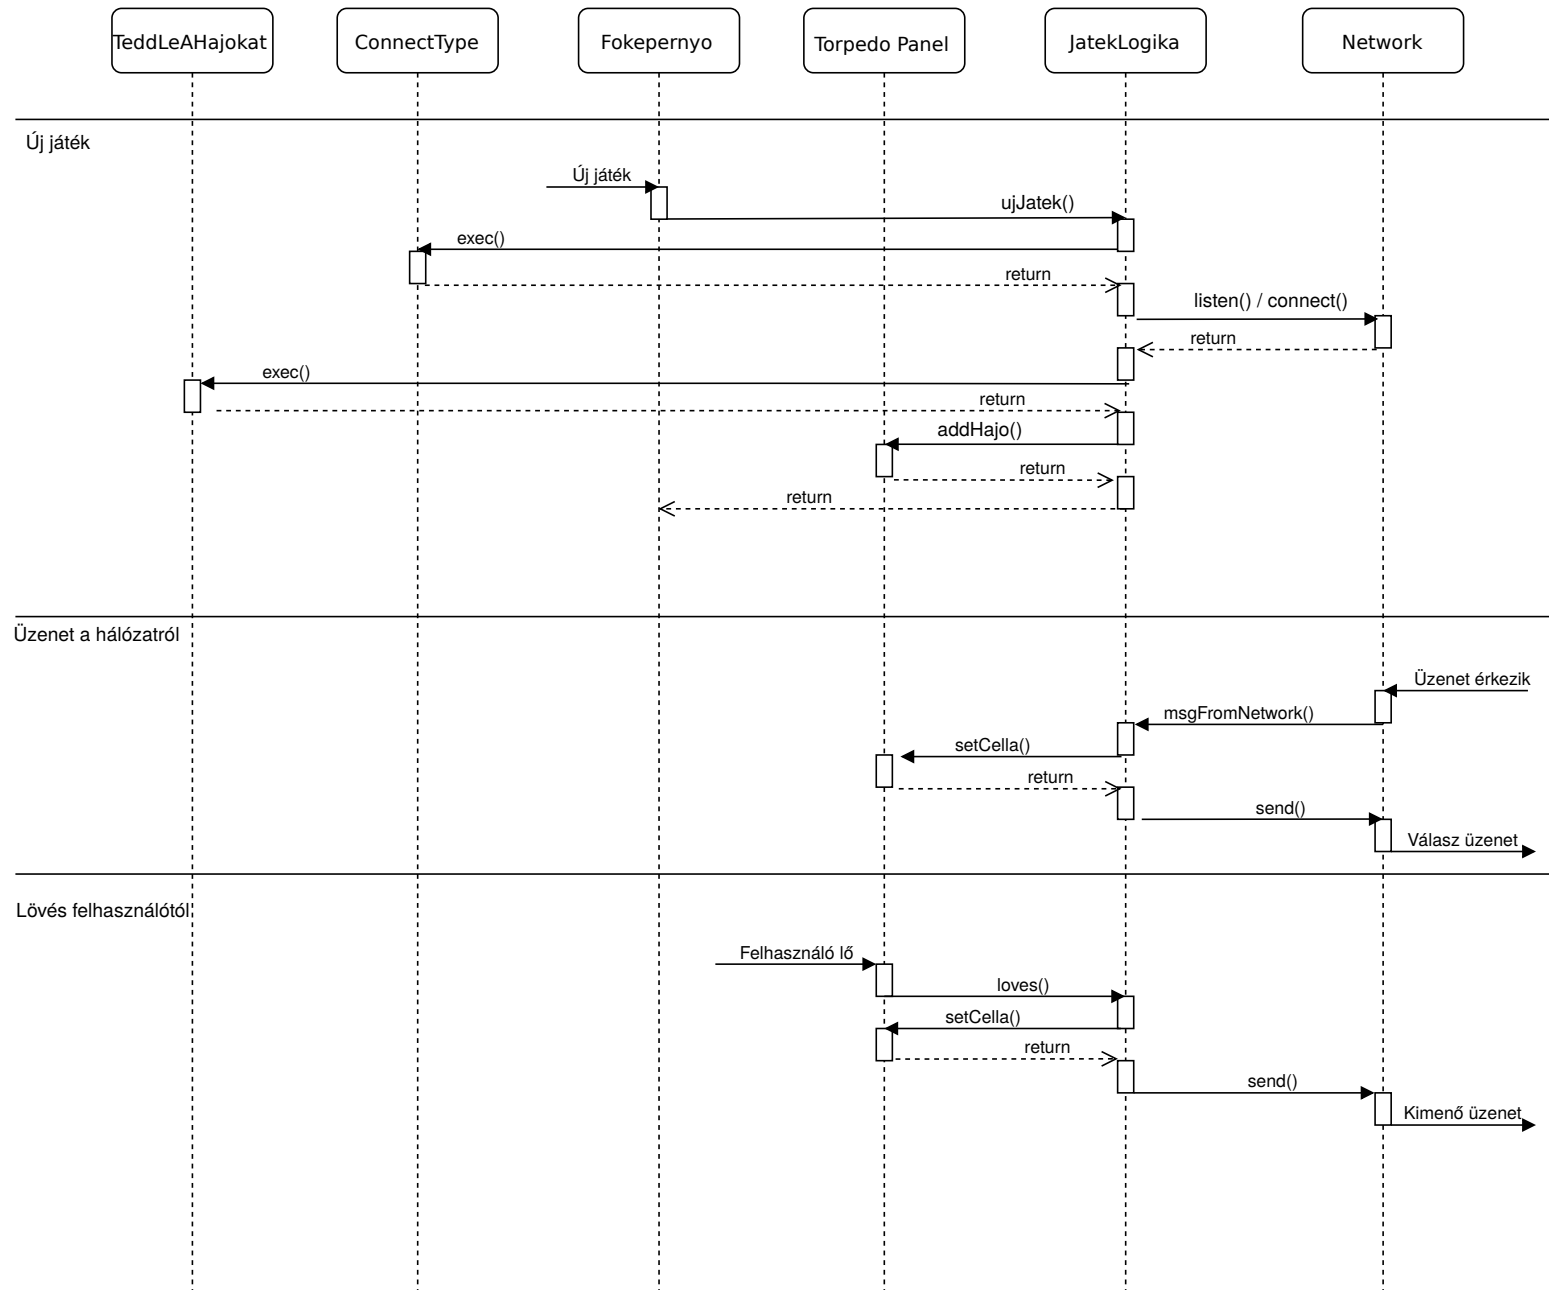 TeddLeAHajokat
ConnectType
Fokepernyo
Torpedo Panel
JatekLogika
Network
Új játék
Új játék
ujJatek()
exec()
return
listen() / connect()
return
exec()
return
addHajo()
return
return
Üzenet a hálózatról
Üzenet érkezik
msgFromNetwork()
setCella()
return
send()
Válasz üzenet
Lövés felhasználótól
Felhasználó lő
loves()
setCella()
return
send()
Kimenő üzenet